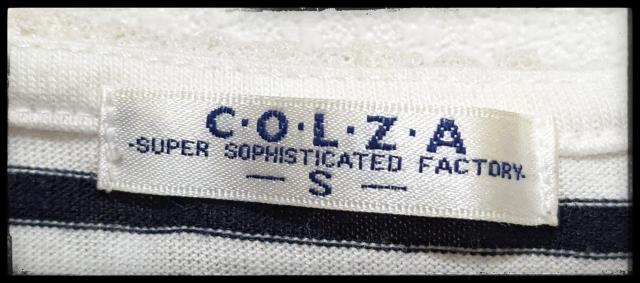 C·O·L·Z·A
-SUPER SOPHISTICATED FACTORY-
— S —